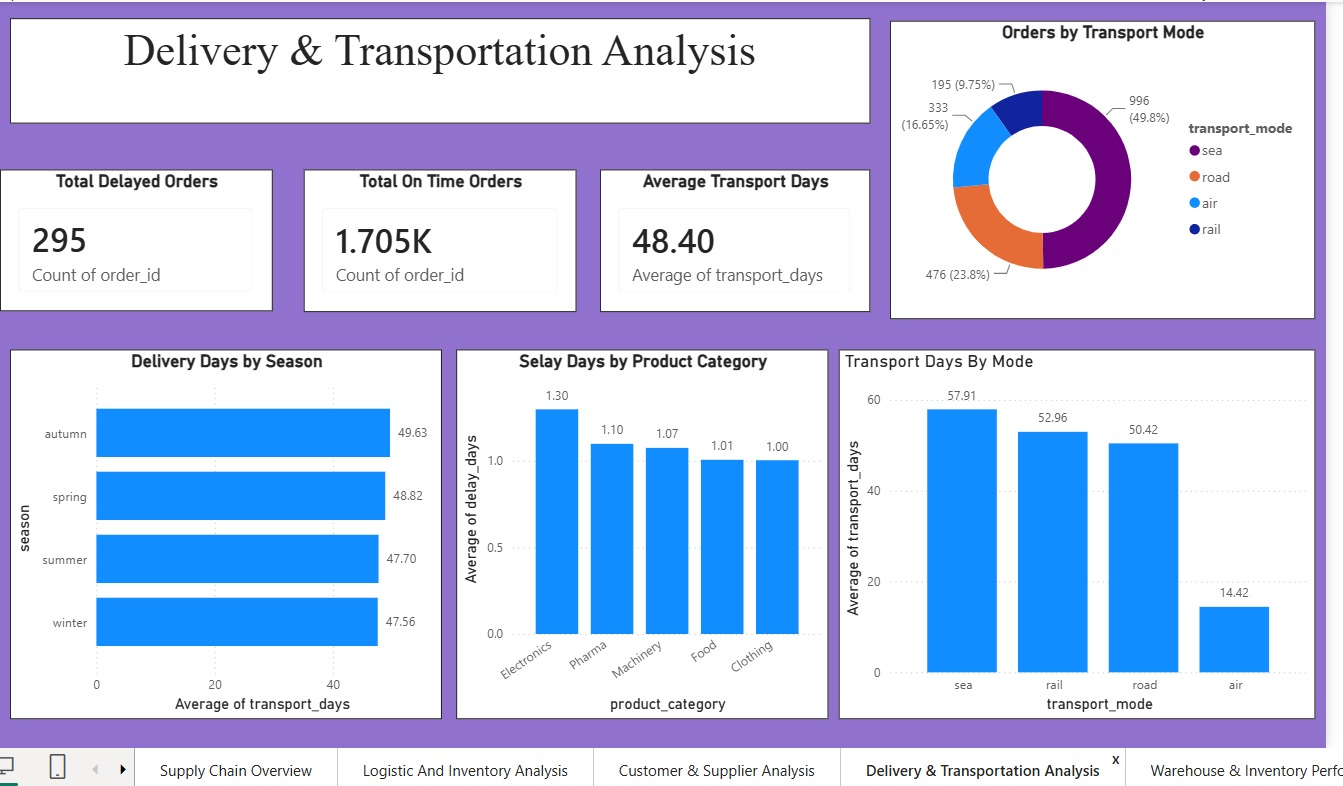 Delivery & Transportation Analysis
Orders by Transport Mode
195 (9.75%)
333
(16.65%)
996
(49.8%)
476 (23.8%)
transport_mode
sea
road
air
rail
Total Delayed Orders
295
Count of order_id
Total On Time Orders
1.705K
Count of order_id
Average Transport Days
48.40
Average of transport_days
Delivery Days by Season
season
autumn
49.63
spring
48.82
summer
47.70
winter
47.56
0
20
40
Average of transport_days
Selay Days by Product Category
Average of delay_days
1.0
0.5
0.0
1.30
1.10
1.07
1.01
1.00
Electronics
Pharma
Machinery
Food
Clothing
product_category
Transport Days By Mode
Average of transport_days
60
40
20
0
57.91
52.96
50.42
14.42
sea
rail
road
air
transport_mode
Supply Chain Overview
Logistic And Inventory Analysis
Customer & Supplier Analysis
Delivery & Transportation Analysis
x
Warehouse & Inventory Perfo